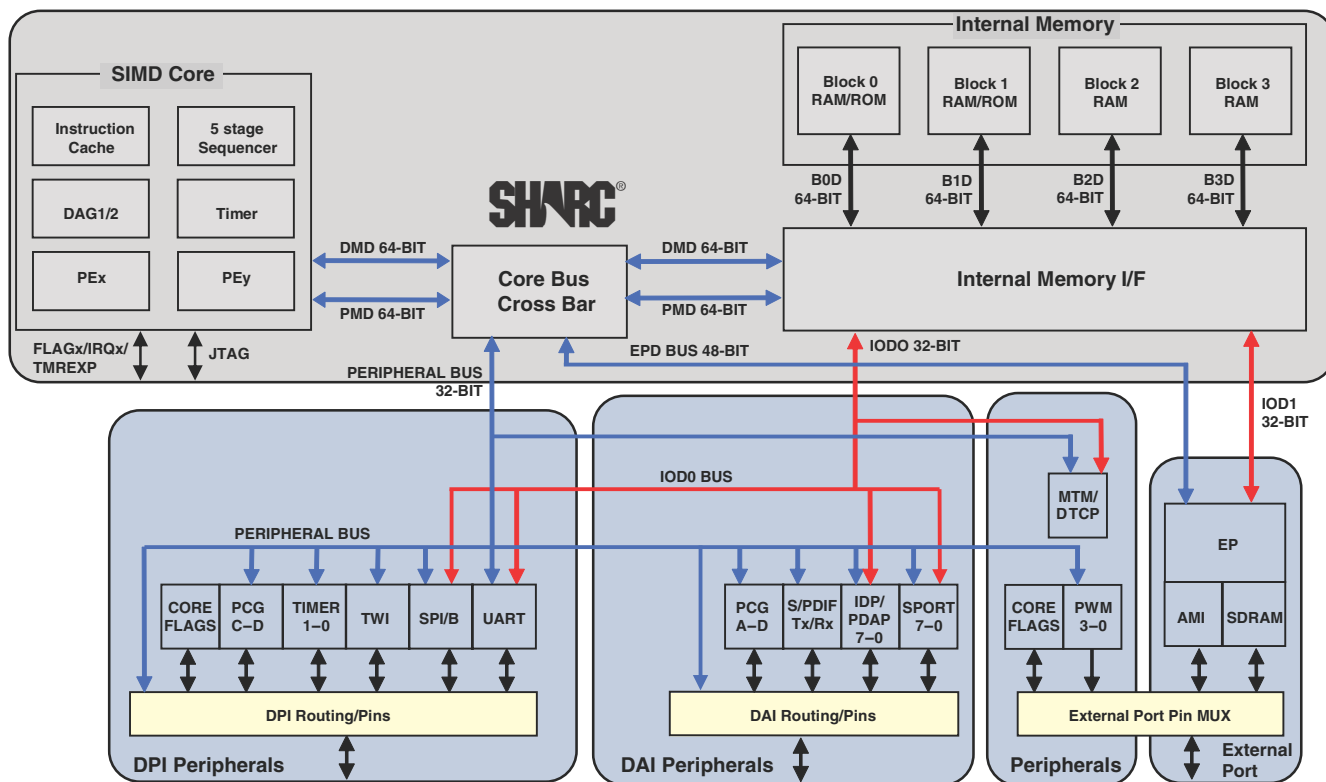 Internal Memory
SIMD Core
Block 0
RAM/ROM
Block 1
RAM/ROM
Block 2
RAM
Block 3
RAM
Instruction
Cache
5 stage
Sequencer
DAG1/2
Timer
PEx
PEy
SHARC®
B0D
64-BIT
B1D
64-BIT
B2D
64-BIT
B3D
64-BIT
DMD 64-BIT
PMD 64-BIT
Core Bus
Cross Bar
DMD 64-BIT
PMD 64-BIT
Internal Memory I/F
FLAGx/IRQx/
TMREXP
JTAG
PERIPHERAL BUS
32-BIT
EPD BUS 48-BIT
IODO 32-BIT
IOD1
32-BIT
IOD0 BUS
PERIPHERAL BUS
MTM/
DTCP
EP
AMI
SDRAM
CORE
FLAGS
PCG
C–D
TIMER
1–0
TWI
SPI/B
UART
PCG
A–D
S/PDIF
Tx/Rx
IDP/
PDAP
7–0
SPORT
7–0
CORE
FLAGS
PWM
3–0
DPI Routing/Pins
DAI Routing/Pins
External Port Pin MUX
DPI Peripherals
DAI Peripherals
Peripherals
External
Port